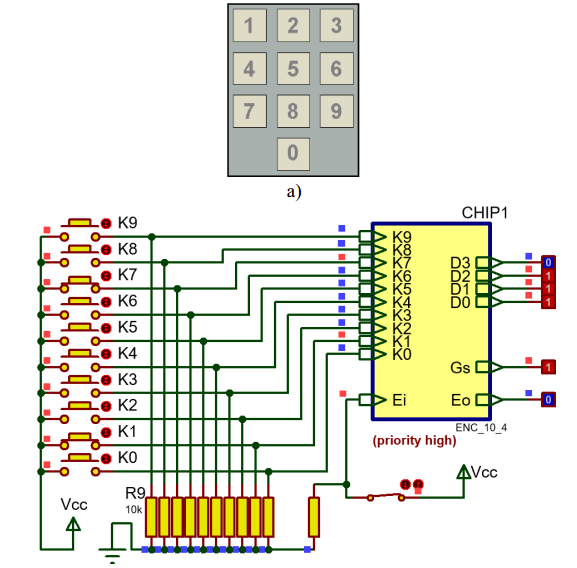 1 2 3
4 5 6
7 8 9
0
a)
CHIP1
K9
K8
K7
K6
K5
K4
K3
K2
K1
K0
K9
K8
K7
K6
K5
K4
K3
K2
K1
K0
D3 0
D2 1
D1 1
D0 1
Gs 1
Ei
Eo 0
ENC_10_4
(priority high)
R9
10k
Vcc
Vcc